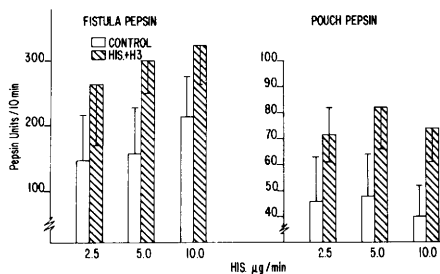 FISTULA PEPSIN
POUCH PEPSIN
CONTROL
HIS.+H3
Pepsin Units/10 min
300
200
100
100
90
80
70
60
50
40
2.5 5.0 10.0
2.5 5.0 10.0
HIS. µg/min